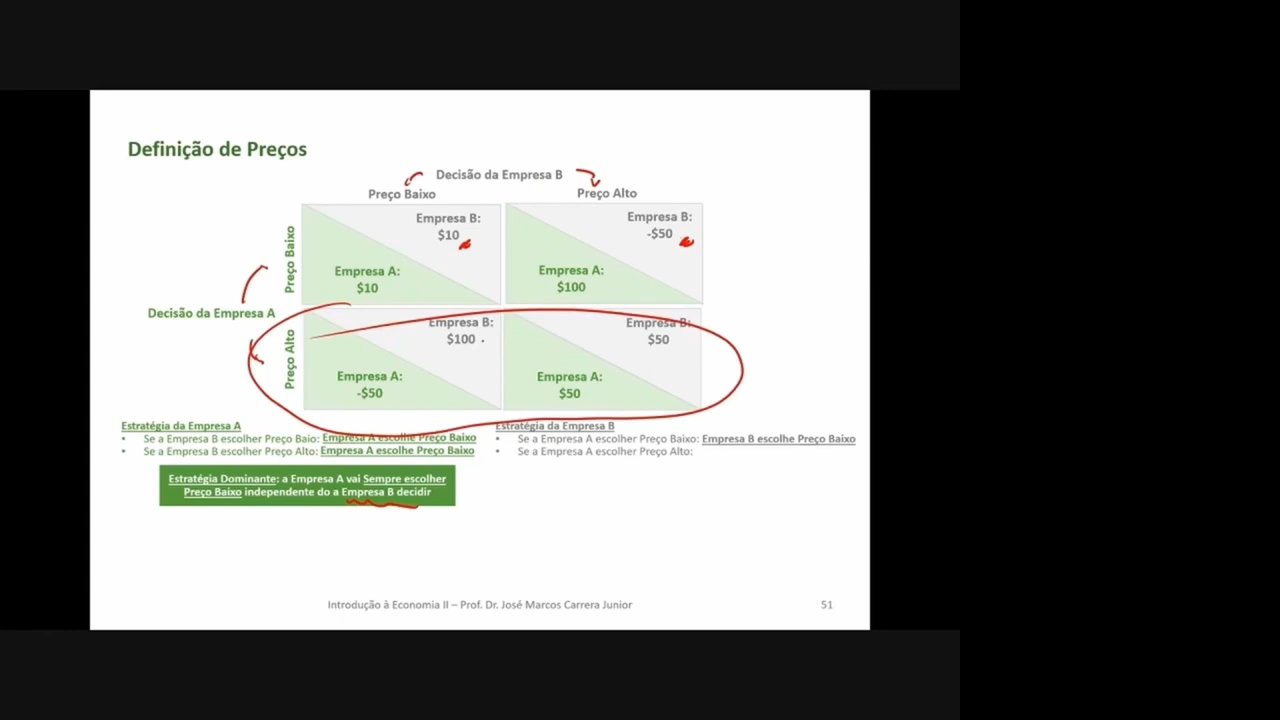 Definição de Preços
Decisão da Empresa B
Preço Baixo
Preço Alto
Preço Baixo
Empresa B:
$10
Empresa A:
$10
Empresa B:
-$50
Empresa A:
$100
Decisão da Empresa A
Preço Alto
Empresa B:
$100
Empresa A:
-$50
Empresa B:
$50
Empresa A:
$50
Estratégia da Empresa A
• Se a Empresa B escolher Preço Baio: Empresa A escolhe Preço Baixo
• Se a Empresa B escolher Preço Alto: Empresa A escolhe Preço Baixo
Estratégia Dominante: a Empresa A vai Sempre escolher
Preço Baixo independente do a Empresa B decidir
Estratégia da Empresa B
• Se a Empresa A escolher Preço Baixo: Empresa B escolhe Preço Baixo
• Se a Empresa A escolher Preço Alto:
Introdução à Economia II – Prof. Dr. José Marcos Carrera Junior
51